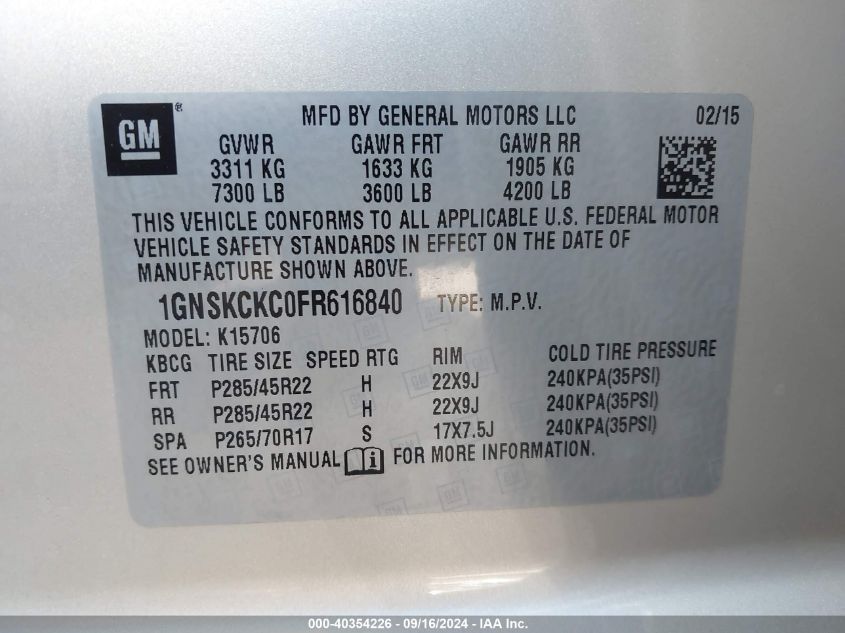 GM ® MFD BY GENERAL MOTORS LLC 02/15
GVWR GAWR FRT GAWR RR
3311 KG 1633 KG 1905 KG
7300 LB 3600 LB 4200 LB
THIS VEHICLE CONFORMS TO ALL APPLICABLE U.S. FEDERAL MOTOR
VEHICLE SAFETY STANDARDS IN EFFECT ON THE DATE OF
MANUFACTURE SHOWN ABOVE.
1GNSKCKC0FR616840 TYPE: M.P.V.
MODEL: K15706
KBCG TIRE SIZE SPEED RTG RIM COLD TIRE PRESSURE
FRT P285/45R22 H 22X9J 240KPA(35PSI)
RR P285/45R22 H 22X9J 240KPA(35PSI)
SPA P265/70R17 S 17X7.5J 240KPA(35PSI)
SEE OWNER'S MANUAL i FOR MORE INFORMATION.
000-40354226 - 09/16/2024 - IAA Inc.